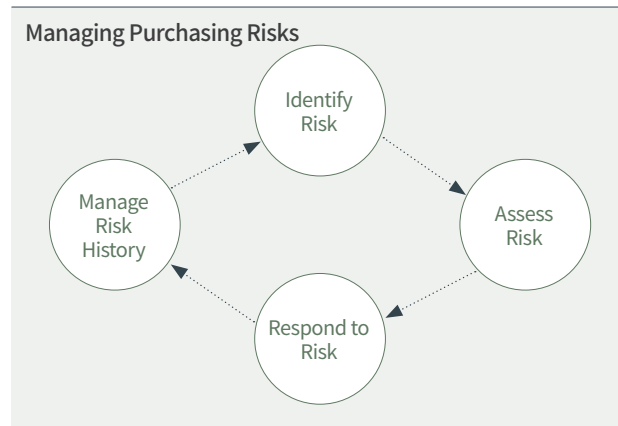 Managing Purchasing Risks
Identify
Risk
Assess
Risk
Respond to
Risk
Manage
Risk
History